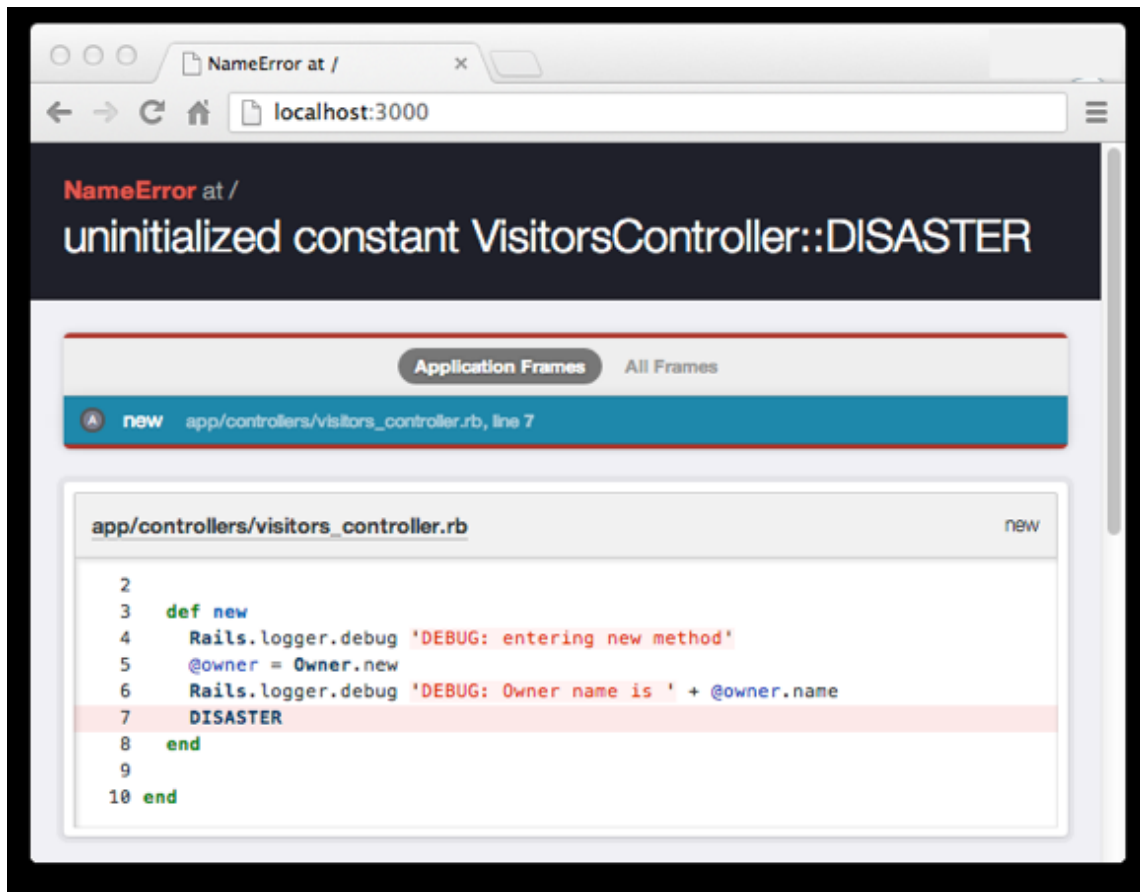 NameError at /
localhost:3000
NameError at /
uninitialized constant VisitorsController::DISASTER
Application Frames All Frames
A new app/controllers/visitors_controller.rb, line 7
app/controllers/visitors_controller.rb new
2
3 def new
4 Rails.logger.debug 'DEBUG: entering new method'
5 @owner = Owner.new
6 Rails.logger.debug 'DEBUG: Owner name is ' + @owner.name
7 DISASTER
8 end
9
10 end